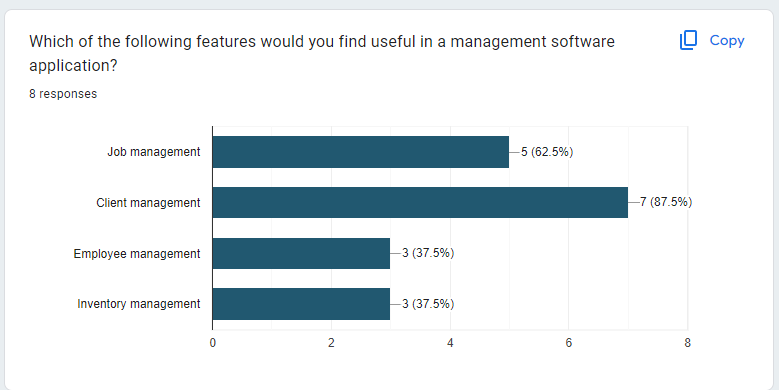 Which of the following features would you find useful in a management software
application?
Copy
8 responses
Job management
5 (62.5%)
Client management
7 (87.5%)
Employee management
3 (37.5%)
Inventory management
3 (37.5%)
0 2 4 6 8